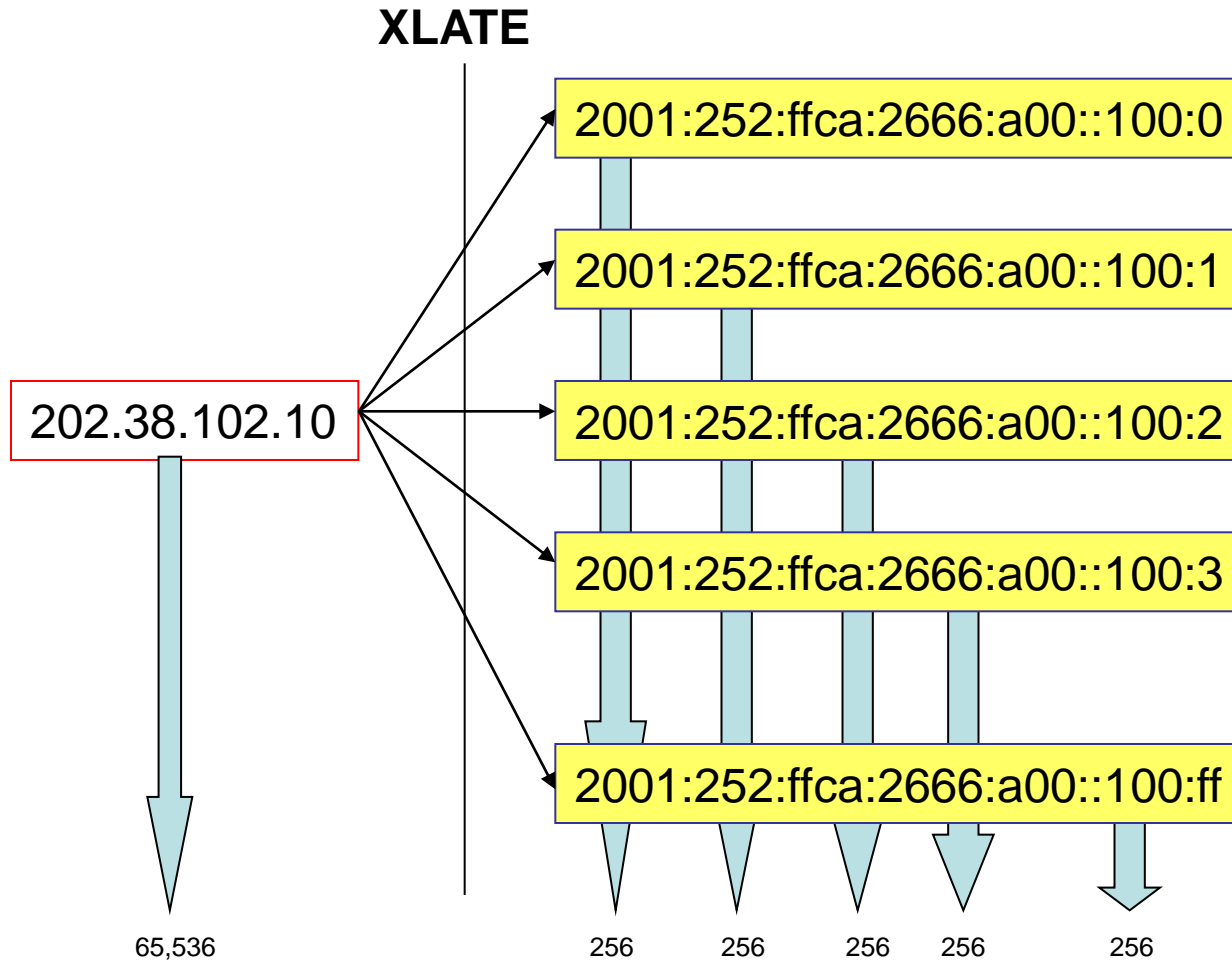 XLATE
2001:252:ffca:2666:a00::100:0
2001:252:ffca:2666:a00::100:1
202.38.102.10
2001:252:ffca:2666:a00::100:2
2001:252:ffca:2666:a00::100:3
2001:252:ffca:2666:a00::100:ff
65,536 256 256 256 256 256